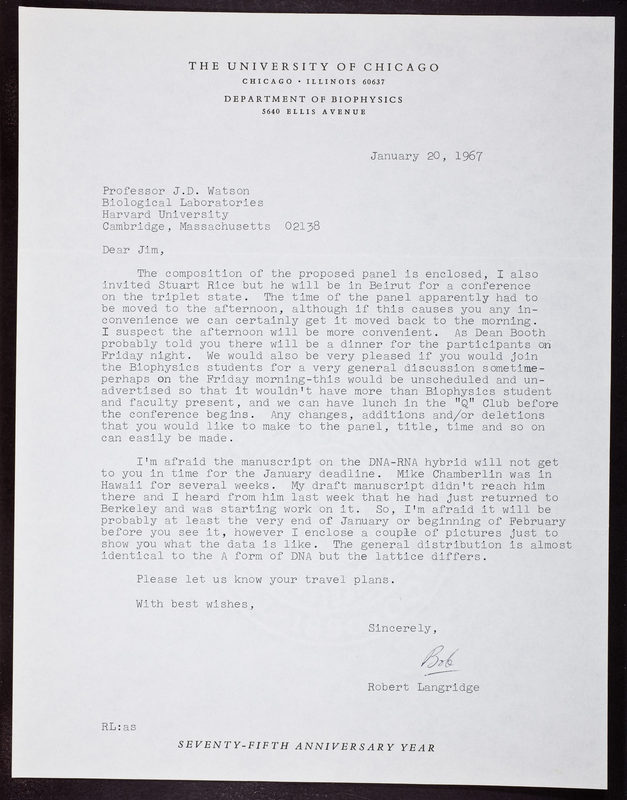 THE UNIVERSITY OF CHICAGO
CHICAGO · ILLINOIS 60637
DEPARTMENT OF BIOPHYSICS
5640 ELLIS AVENUE
January 20, 1967
Professor J.D. Watson
Biological Laboratories
Harvard University
Cambridge, Massachusetts 02138
Dear Jim,
The composition of the proposed panel is enclosed, I also
invited Stuart Rice but he will be in Beirut for a conference
on the triplet state. The time of the panel apparently had to
be moved to the afternoon, although if this causes you any in-
convenience we can certainly get it moved back to the morning.
I suspect the afternoon will be more convenient. As Dean Booth
probably told you there will be a dinner for the participants on
Friday night. We would also be very pleased if you would join
the Biophysics students for a very general discussion sometime-
perhaps on the Friday morning-this would be unscheduled and un-
advertised so that it wouldn't have more than Biophysics student
and faculty present, and we can have lunch in the "Q" Club before
the conference begins. Any changes, additions and/or deletions
that you would like to make to the panel, title, time and so on
can easily be made.
I'm afraid the manuscript on the DNA-RNA hybrid will not get
to you in time for the January deadline. Mike Chamberlin was in
Hawaii for several weeks. My draft manuscript didn't reach him
there and I heard from him last week that he had just returned to
Berkeley and was starting work on it. So, I'm afraid it will be
probably at least the very end of January or beginning of February
before you see it, however I enclose a couple of pictures just to
show you what the data is like. The general distribution is almost
identical to the A form of DNA but the lattice differs.
Please let us know your travel plans.
With best wishes,
Sincerely,
Bob
Robert Langridge
RL:as
SEVENTY-FIFTH ANNIVERSARY YEAR